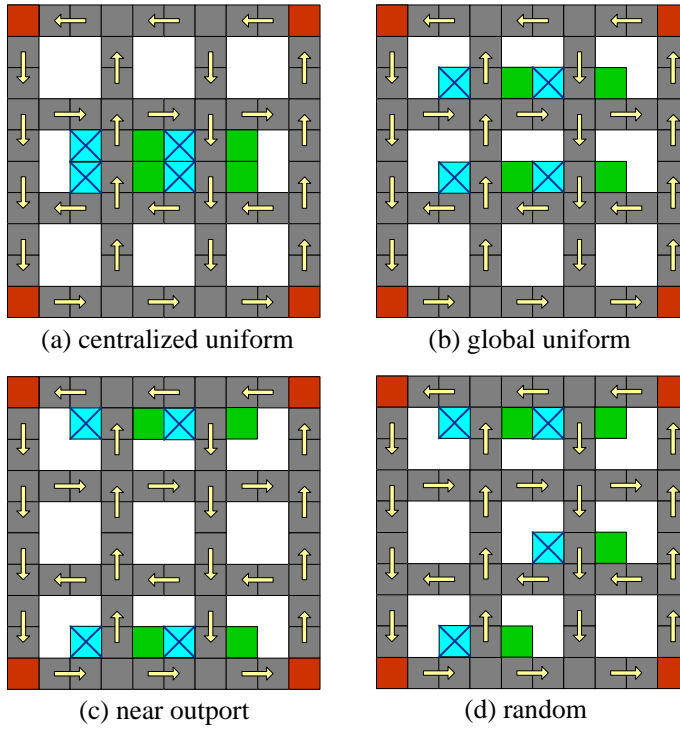 (a) centralized uniform
(b) global uniform
(c) near outport
(d) random